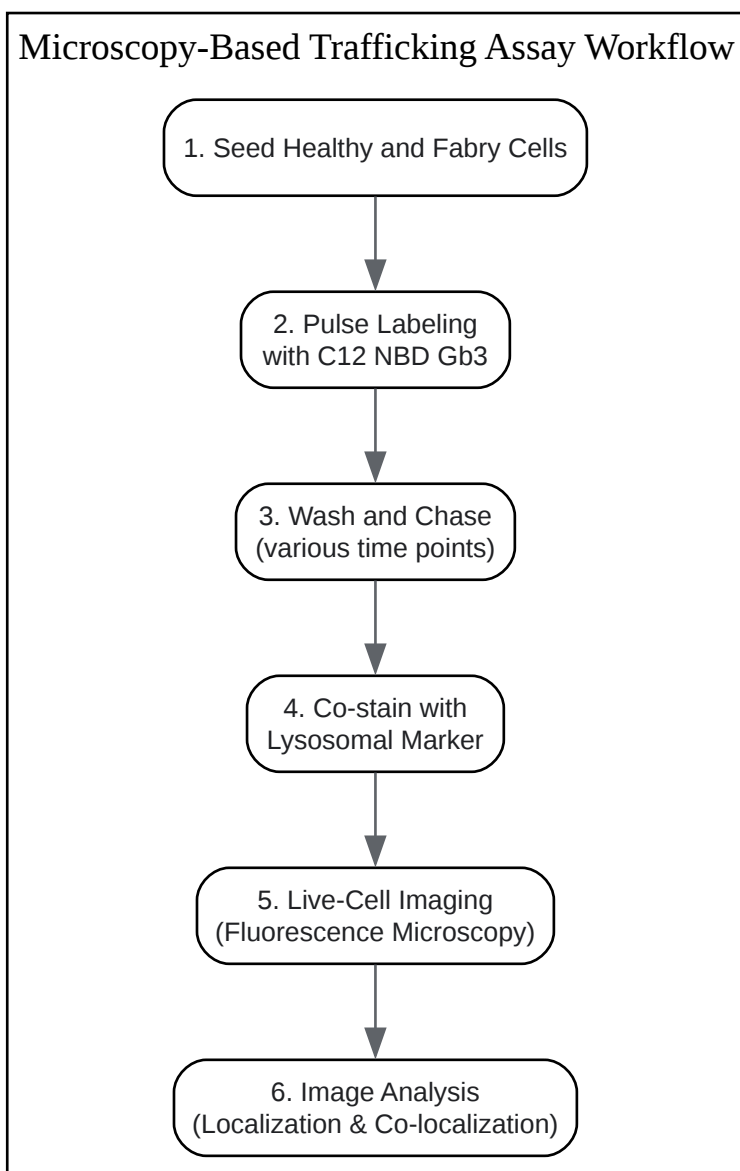 Microscopy-Based Trafficking Assay Workflow
1. Seed Healthy and Fabry Cells
2. Pulse Labeling
with C12 NBD Gb3
3. Wash and Chase
(various time points)
4. Co-stain with
Lysosomal Marker
5. Live-Cell Imaging
(Fluorescence Microscopy)
6. Image Analysis
(Localization & Co-localization)